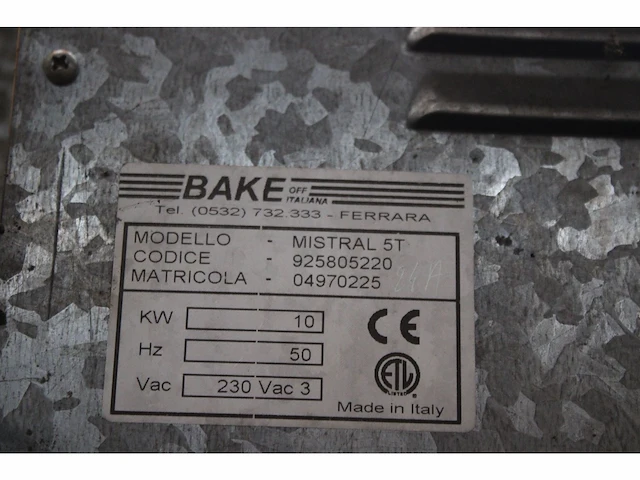 BAKE OFF ITALIANA
Tel. (0532) 732.333 - FERRARA
MODELLO - MISTRAL 5T
CODICE - 925805220
MATRICOLA - 04970225
KW 10
Hz 50
Vac 230 Vac 3
CE
ETL
LISTED
Made in Italy